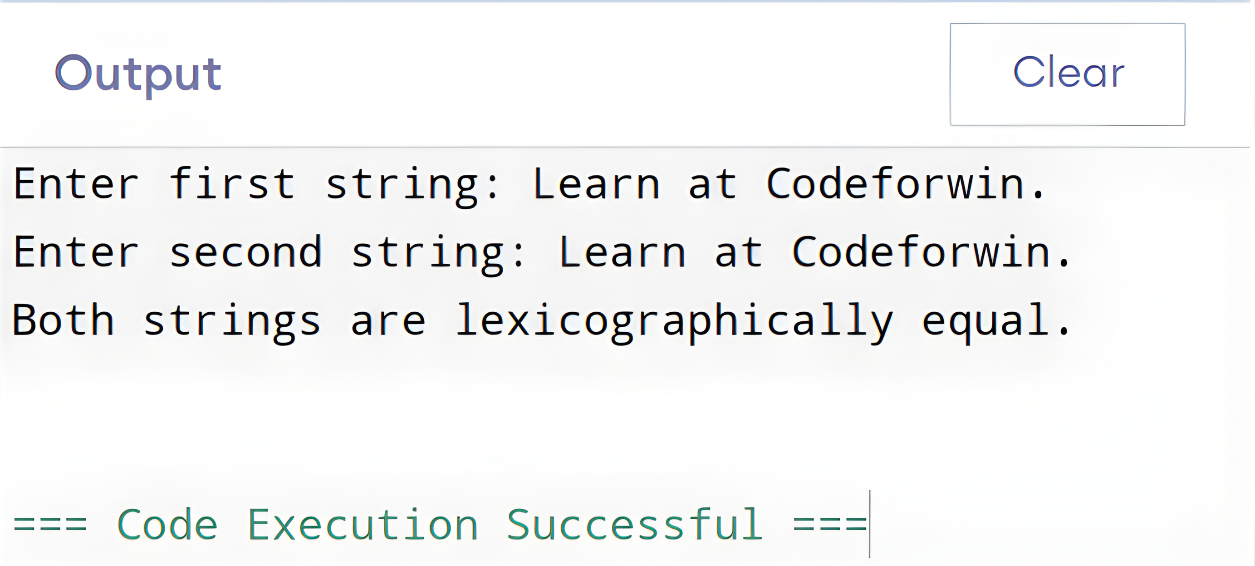 Output
Clear
Enter first string: Learn at Codeforwin.
Enter second string: Learn at Codeforwin.
Both strings are lexicographically equal.
=== Code Execution Successful ===